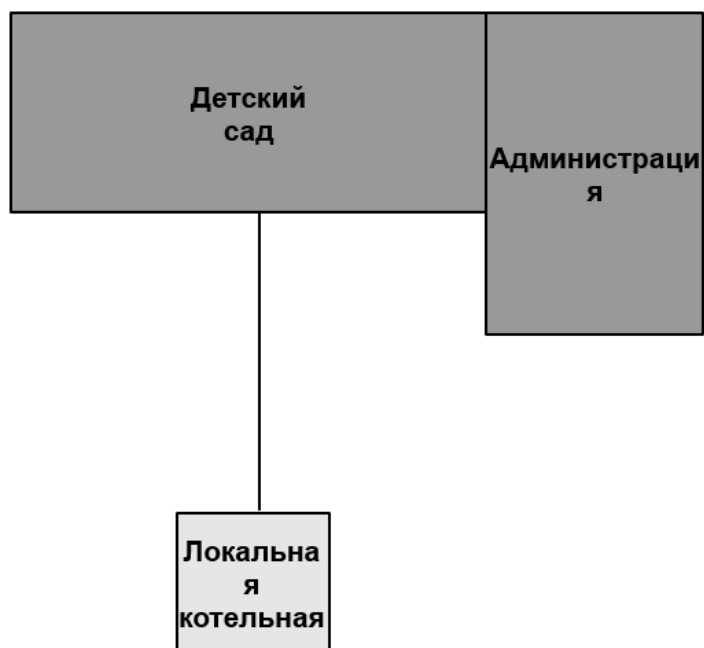 Детский
сад
Администраци
я
Локальна
я
котельная